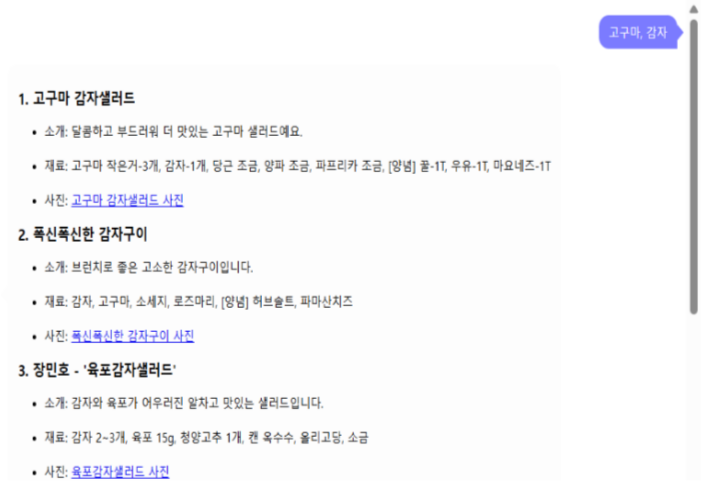 고구마, 감자
1. 고구마 감자샐러드
• 소개: 달콤하고 부드러워 더 맛있는 고구마 샐러드예요.
• 재료: 고구마 작은거-3개, 감자-1개, 당근 조금, 양파 조금, 파프리카 조금, [양념] 꿀-1T, 우유-1T, 마요네즈-1T
• 사진: 고구마 감자샐러드 사진
2. 폭신폭신한 감자구이
• 소개: 브런치로 좋은 고소한 감자구이입니다.
• 재료: 감자, 고구마, 소세지, 로즈마리, [양념] 허브솔트, 파마산치즈
• 사진: 폭신폭신한 감자구이 사진
3. 장민호 - '육포감자샐러드'
• 소개: 감자와 육포가 어우러진 알차고 맛있는 샐러드입니다.
• 재료: 감자 2~3개, 육포 15g, 청양고추 1개, 캔 옥수수, 올리고당, 소금
• 사진: 육포감자샐러드 사진